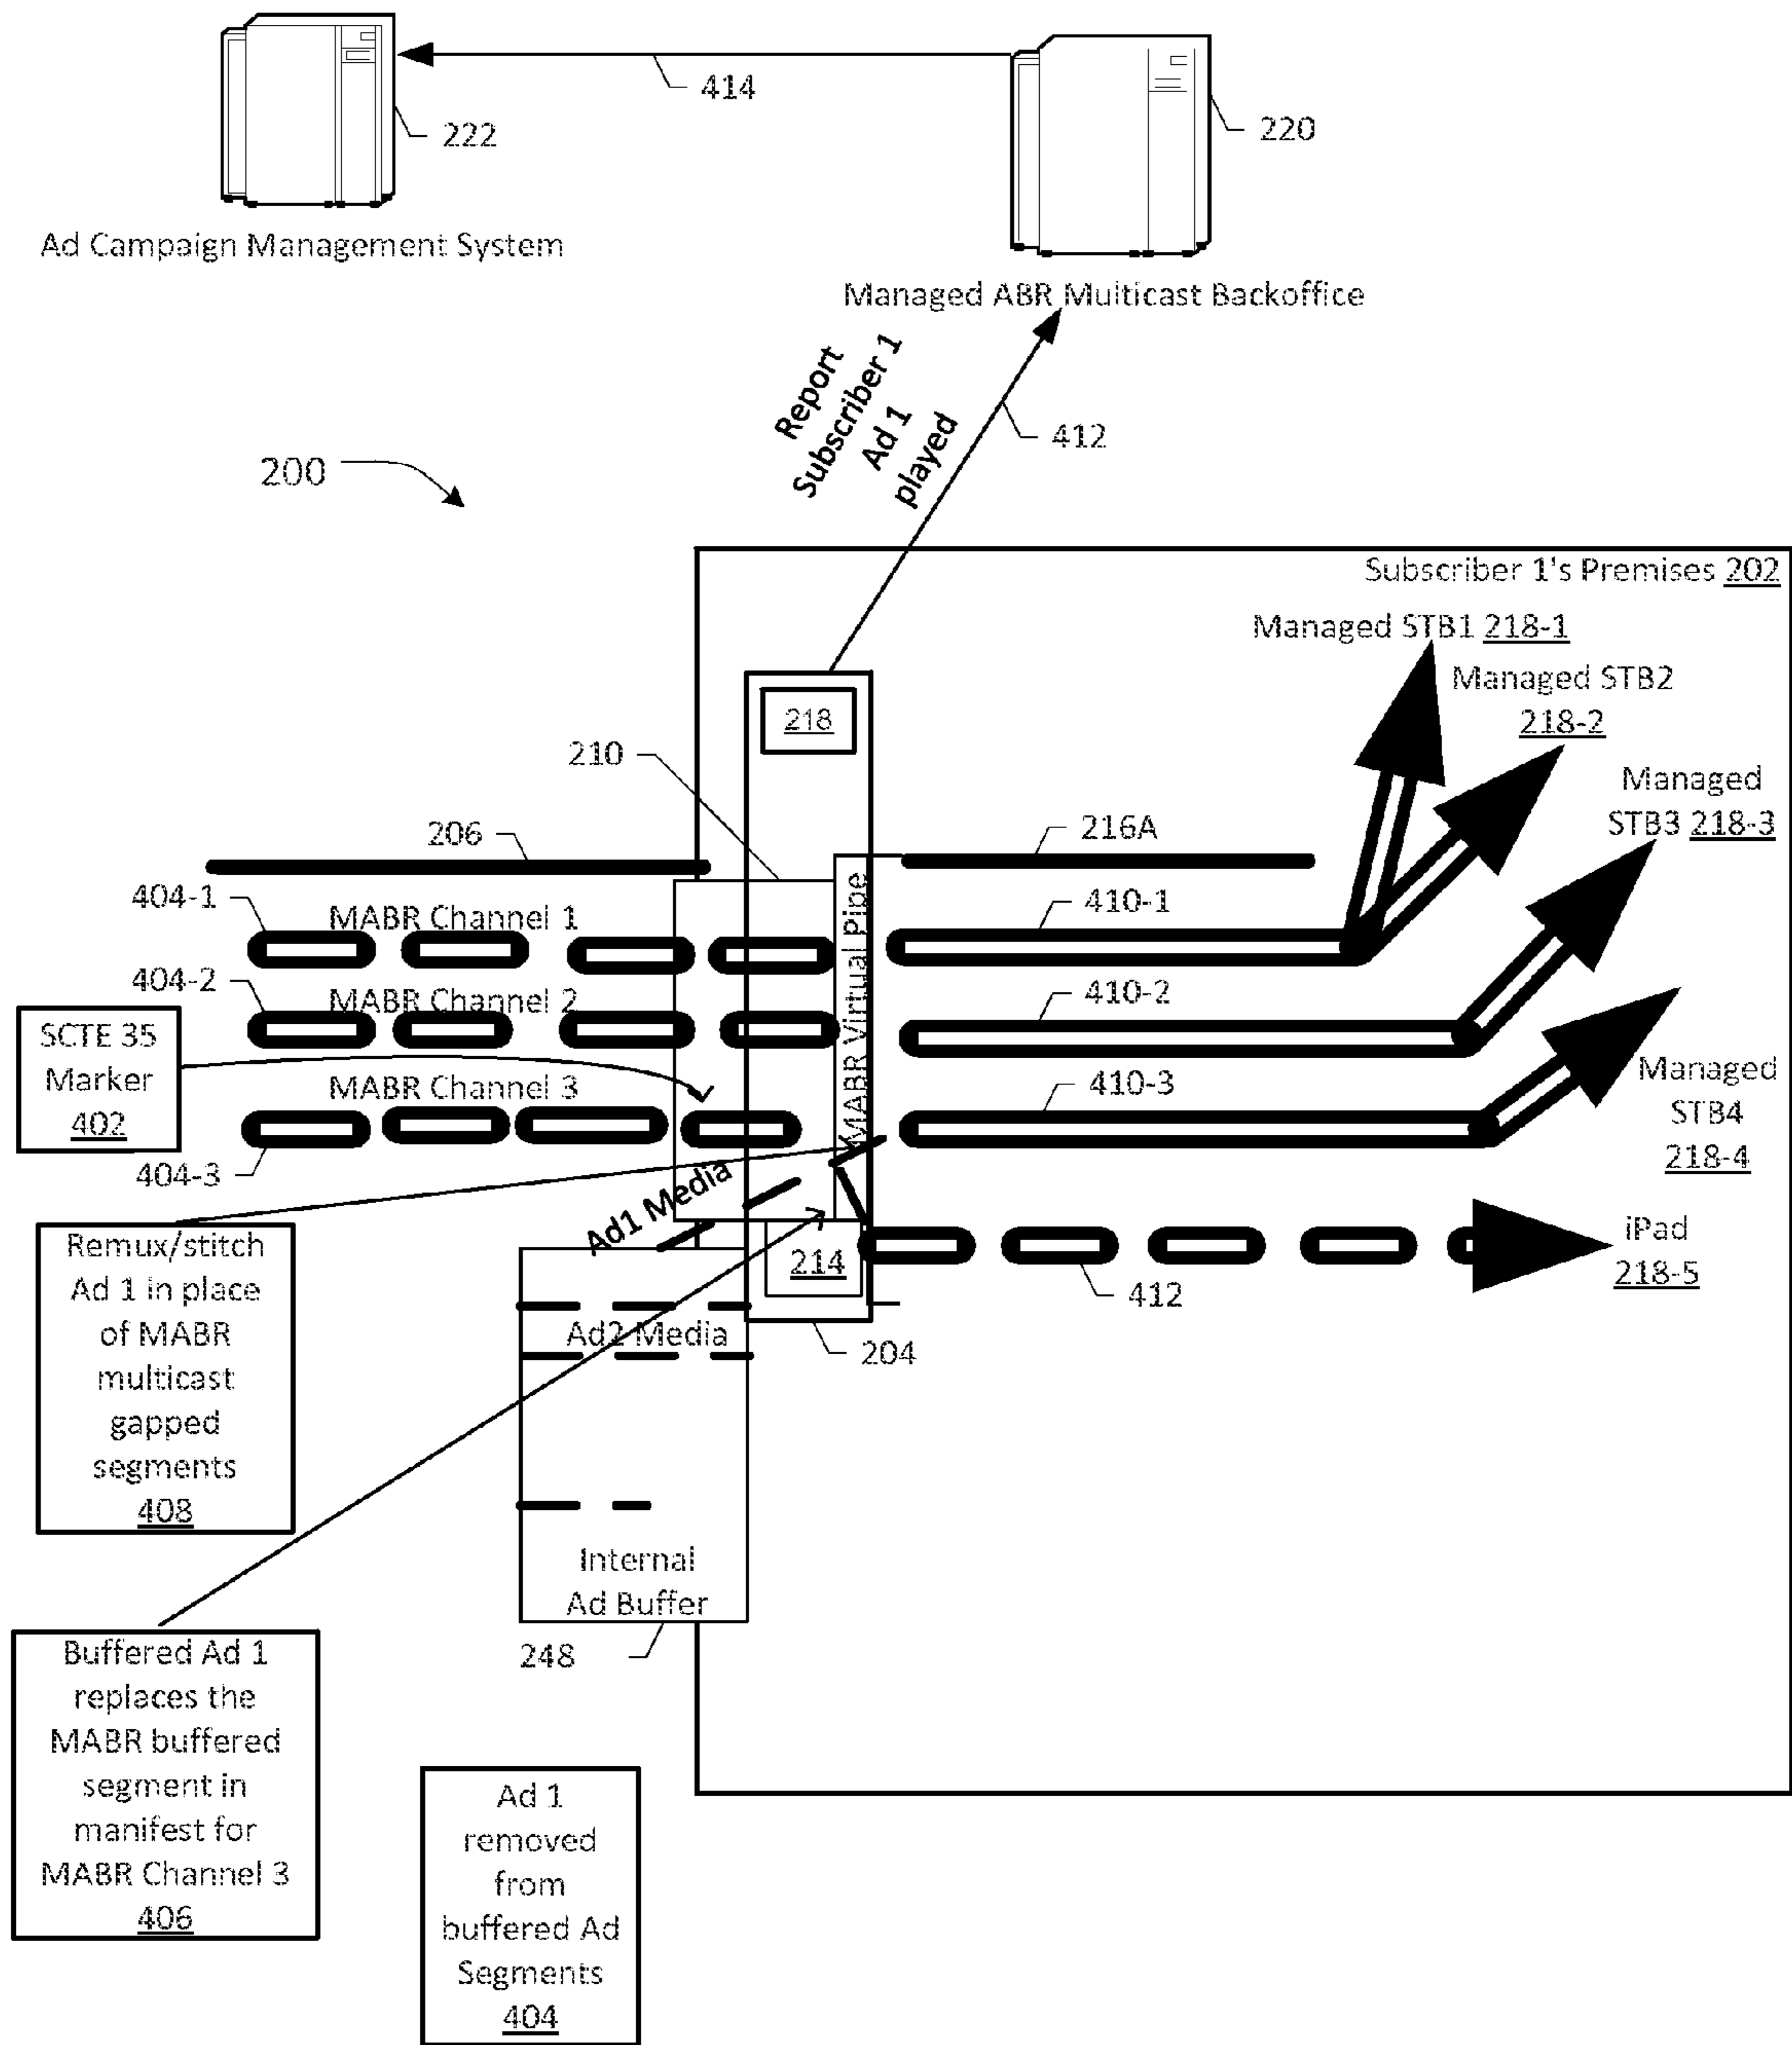 414
222
220
Ad Campaign Management System
Managed ABR Multicast Backoffice
Report
Subscriber 1
Ad 1
played
412
200
Subscriber 1's Premises 202
Managed STB1 218-1
Managed STB2
218-2
218
210
Managed
STB3 218-3
206
216A
404-1
MABR Channel 1
410-1
MABR Virtual Pipe
404-2
MABR Channel 2
410-2
SCTE 35
Marker
402
MABR Channel 3
410-3
Managed
STB4
218-4
404-3
Ad1 Media
Remux/stitch
Ad 1 in place
of MABR
multicast
gapped
segments
408
214
iPad
218-5
412
Ad2 Media
204
Internal
Ad Buffer
248
Buffered Ad 1
replaces the
MABR buffered
segment in
manifest for
MABR Channel 3
406
Ad 1
removed
from
buffered Ad
Segments
404